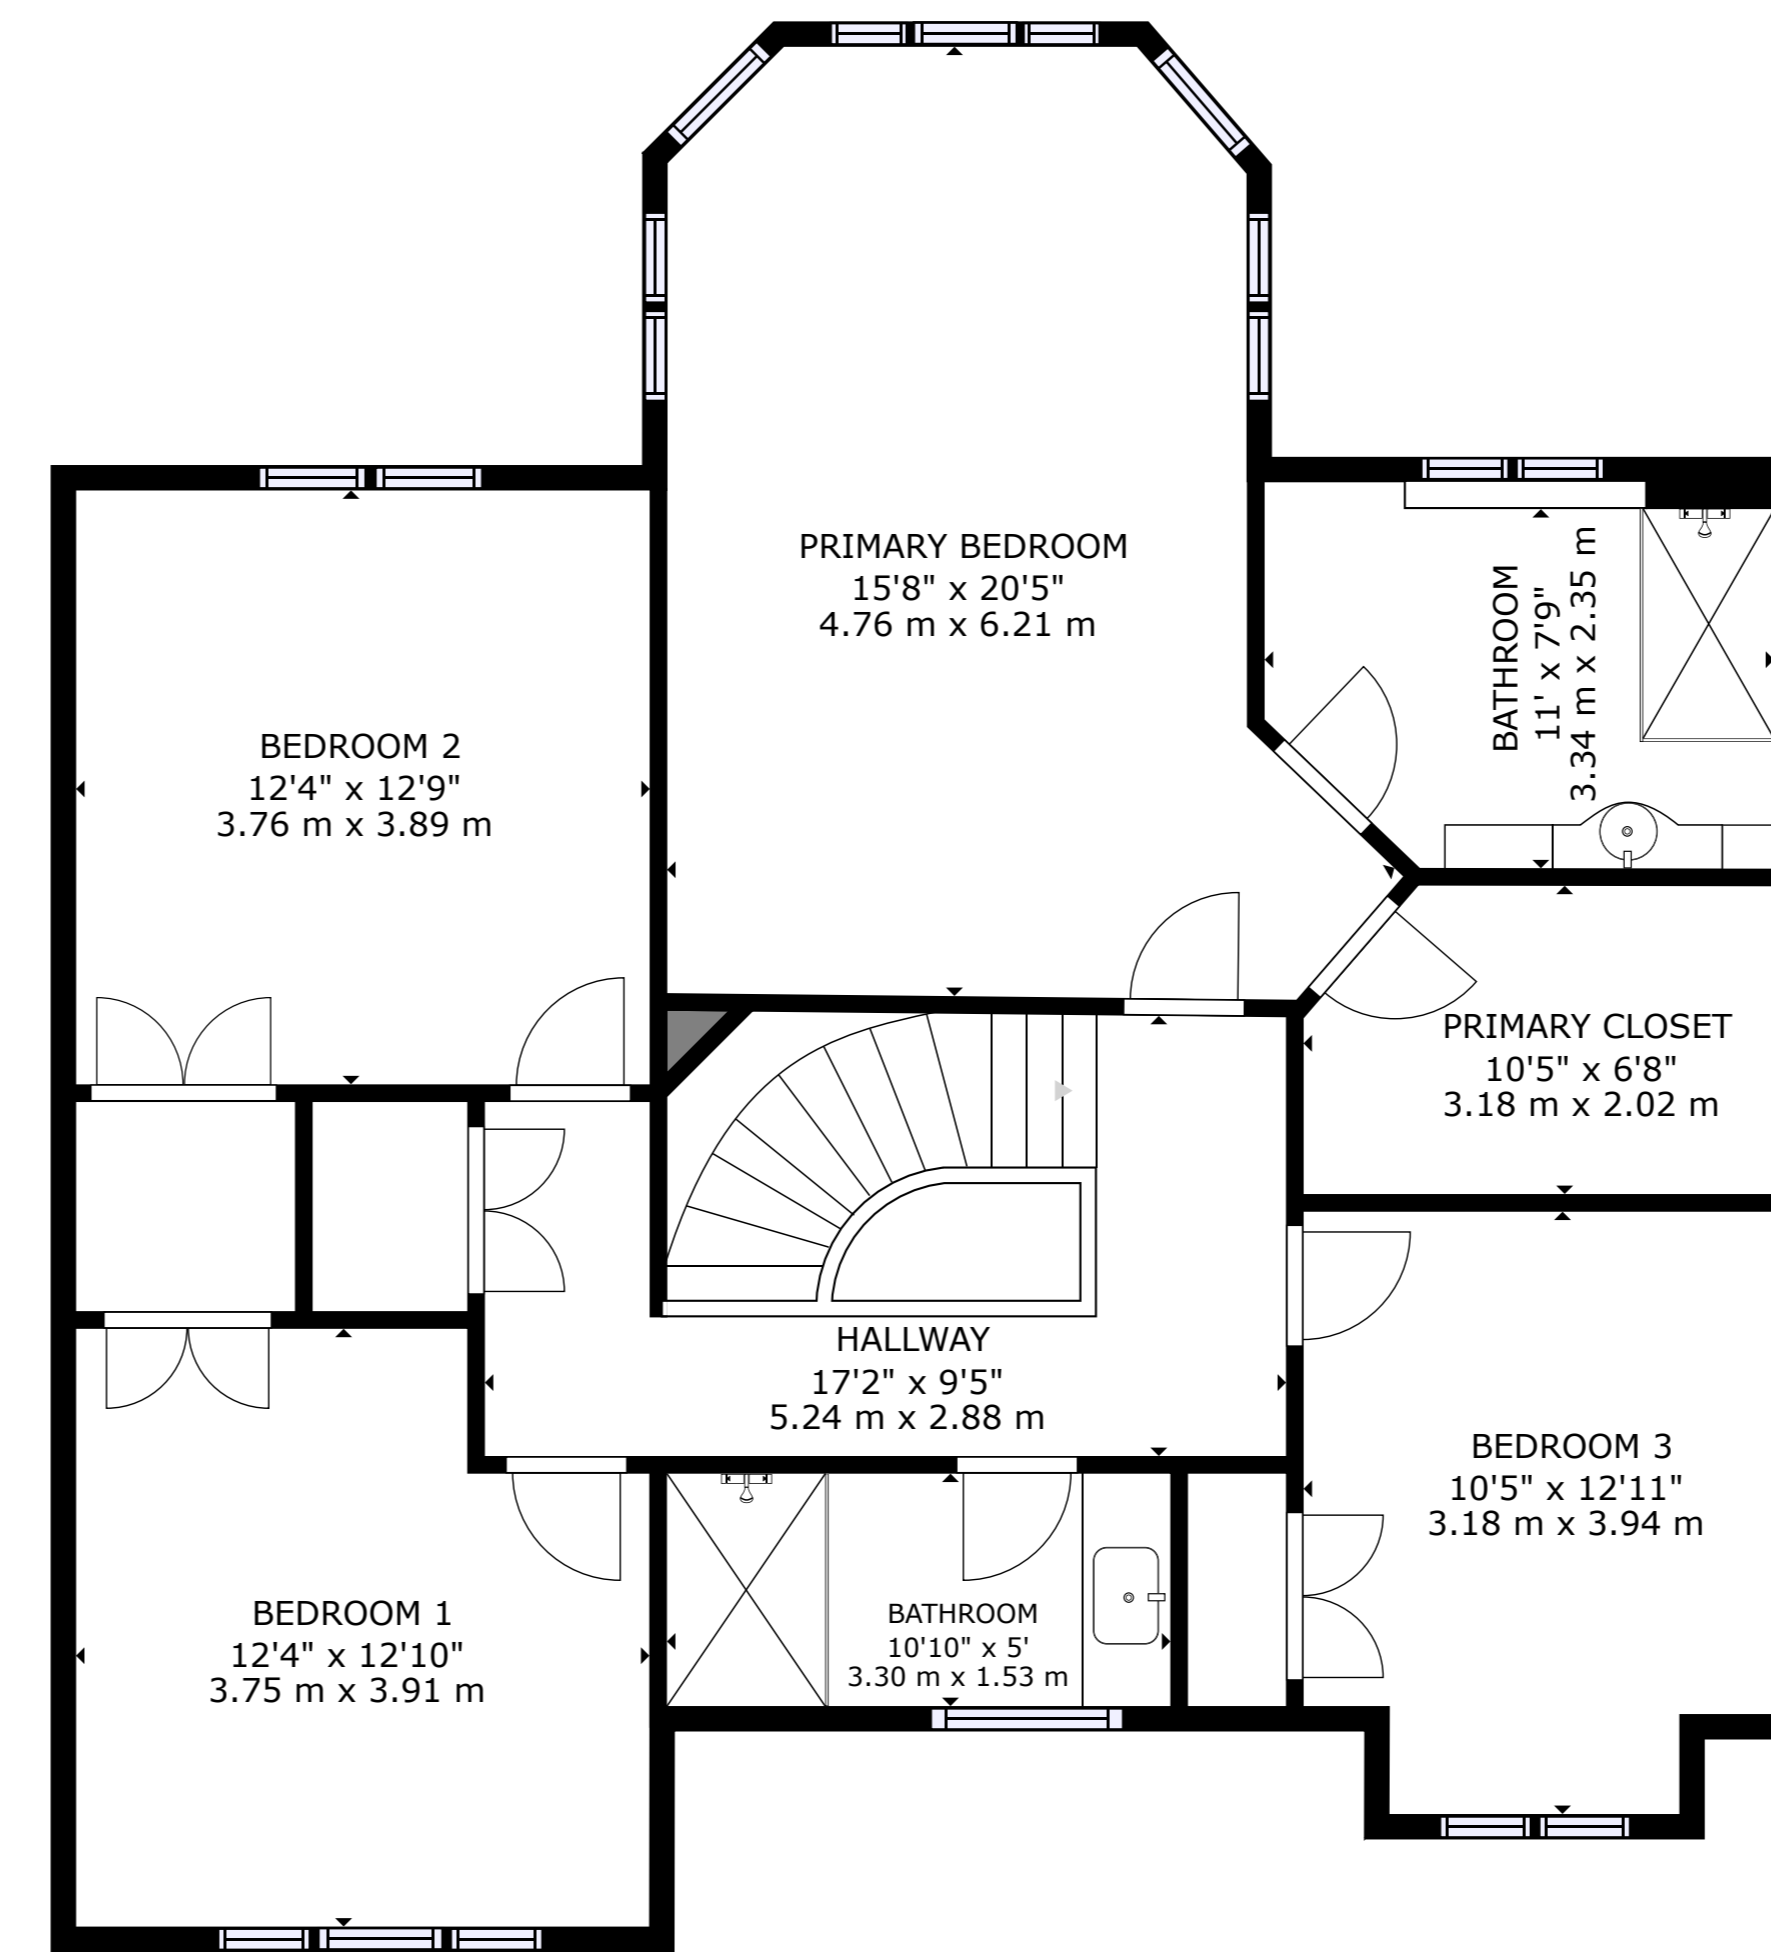 PRIMARY BEDROOM
15'8" x 20'5"
4.76 m x 6.21 m
BATHROOM
11' x 7'9"
3.34 m x 2.35 m
BEDROOM 2
12'4" x 12'9"
3.76 m x 3.89 m
PRIMARY CLOSET
10'5" x 6'8"
3.18 m x 2.02 m
HALLWAY
17'2" x 9'5"
5.24 m x 2.88 m
BEDROOM 3
10'5" x 12'11"
3.18 m x 3.94 m
BEDROOM 1
12'4" x 12'10"
3.75 m x 3.91 m
BATHROOM
10'10" x 5'
3.30 m x 1.53 m